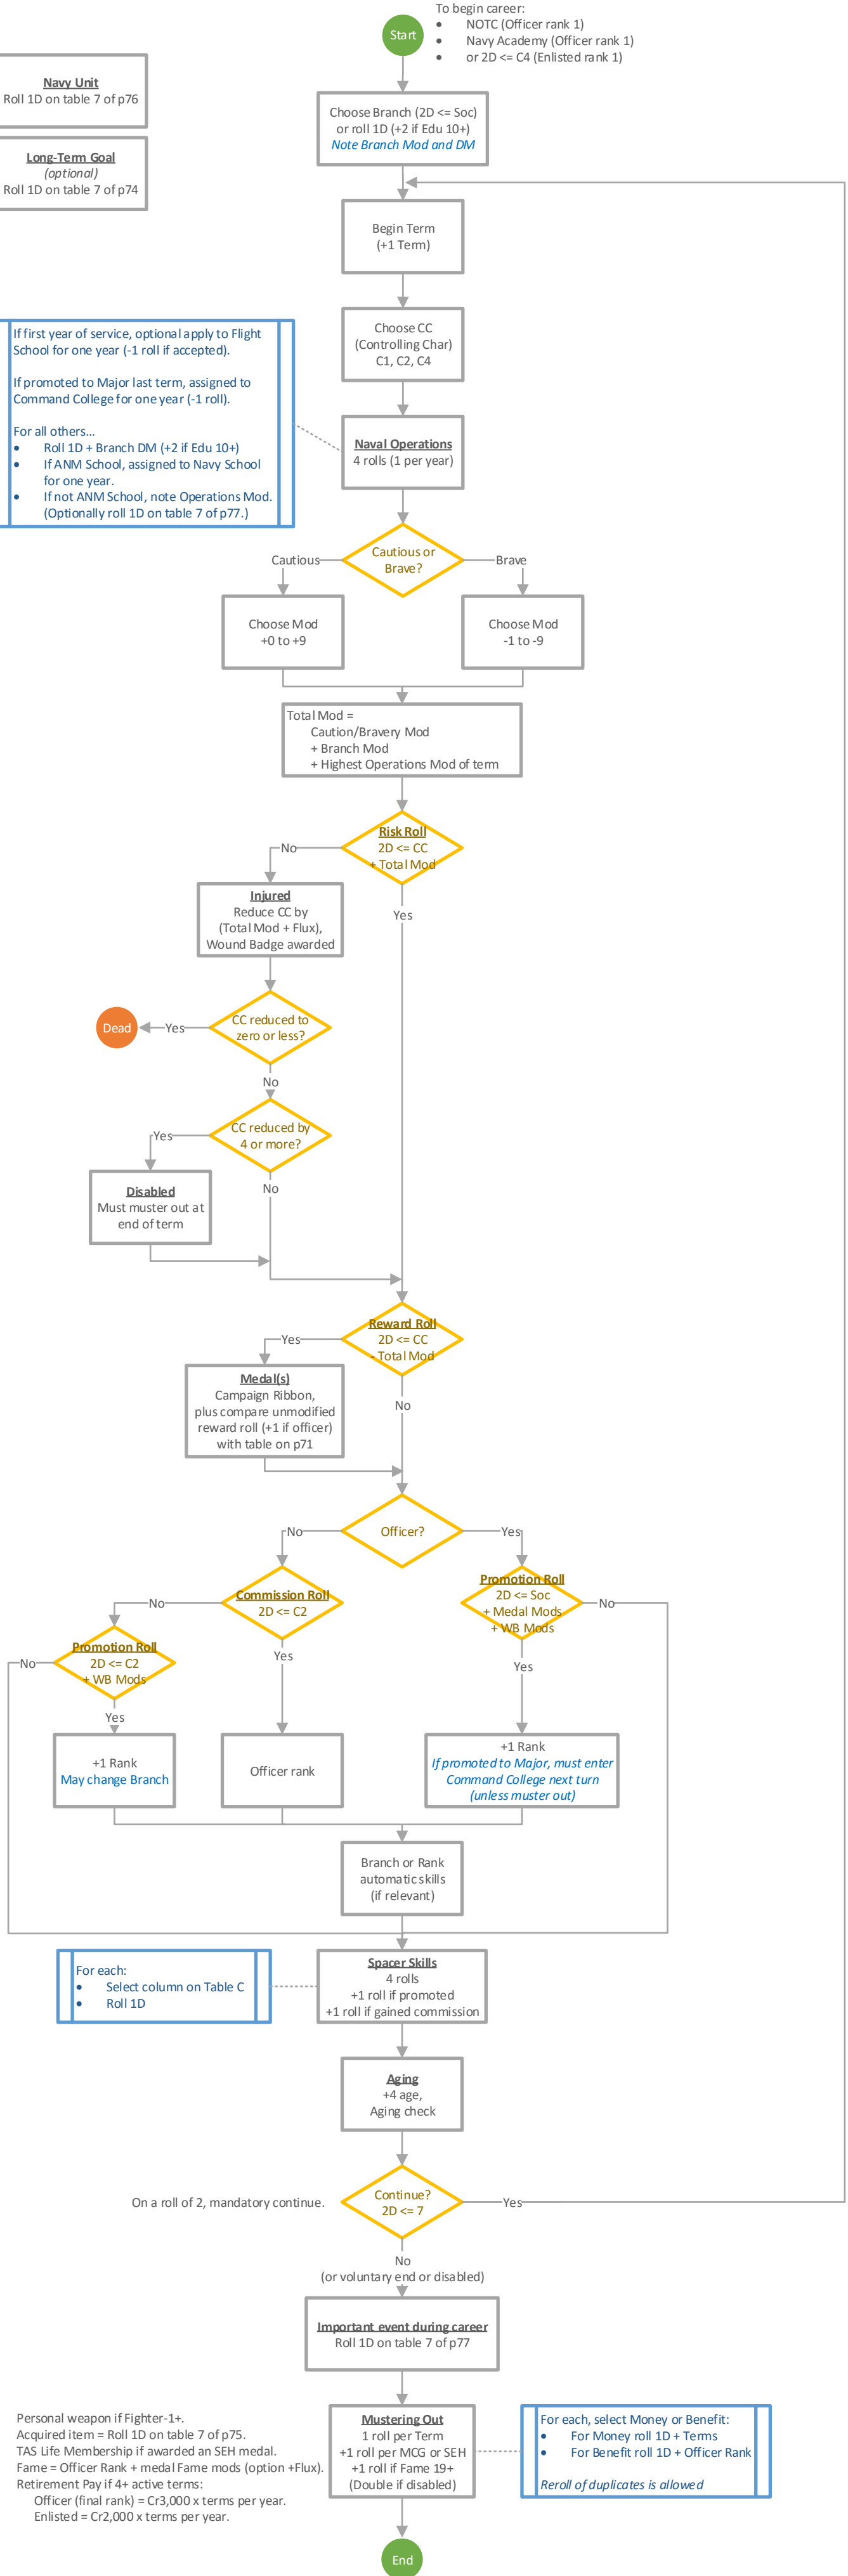 To begin career:
• NOTC (Officer rank 1)
• Navy Academy (Officer rank 1)
• or 2D <= C4 (Enlisted rank 1)
Start
Navy Unit
Roll 1D on table 7 of p76
Long-Term Goal
(optional)
Roll 1D on table 7 of p74
Choose Branch (2D <= Soc)
or roll 1D (+2 if Edu 10+)
Note Branch Mod and DM
Begin Term
(+1 Term)
Choose CC
(Controlling Char)
C1, C2, C4
If first year of service, optional apply to Flight
School for one year (-1 roll if accepted).
If promoted to Major last term, assigned to
Command College for one year (-1 roll).
For all others...
• Roll 1D + Branch DM (+2 if Edu 10+)
• If ANM School, assigned to Navy School
for one year.
• If not ANM School, note Operations Mod.
(Optionally roll 1D on table 7 of p77.)
Naval Operations
4 rolls (1 per year)
Cautious or
Brave?
Cautious
Brave
Choose Mod
+0 to +9
Choose Mod
-1 to -9
Total Mod =
Caution/Bravery Mod
+ Branch Mod
+ Highest Operations Mod of term
Risk Roll
2D <= CC
+ Total Mod
No
Yes
Injured
Reduce CC by
(Total Mod + Flux),
Wound Badge awarded
CC reduced to
zero or less?
Yes
Dead
No
CC reduced by
4 or more?
Yes
No
Disabled
Must muster out at
end of term
Reward Roll
2D <= CC
- Total Mod
Yes
No
Medal(s)
Campaign Ribbon,
plus compare unmodified
reward roll (+1 if officer)
with table on p71
Officer?
No
Yes
Commission Roll
2D <= C2
No
Yes
Promotion Roll
2D <= Soc
+ Medal Mods
+ WB Mods
No
Yes
Promotion Roll
2D <= C2
+ WB Mods
No
Yes
+1 Rank
May change Branch
Officer rank
+1 Rank
If promoted to Major, must enter
Command College next turn
(unless muster out)
Branch or Rank
automatic skills
(if relevant)
For each:
• Select column on Table C
• Roll 1D
Spacer Skills
4 rolls
+1 roll if promoted
+1 roll if gained commission
Aging
+4 age,
Aging check
On a roll of 2, mandatory continue.
Continue?
2D <= 7
Yes
No
(or voluntary end or disabled)
Important event during career
Roll 1D on table 7 of p77
Personal weapon if Fighter-1+.
Acquired item = Roll 1D on table 7 of p75.
TAS Life Membership if awarded an SEH medal.
Fame = Officer Rank + medal Fame mods (option +Flux).
Retirement Pay if 4+ active terms:
Officer (final rank) = Cr3,000 x terms per year.
Enlisted = Cr2,000 x terms per year.
Mustering Out
1 roll per Term
+1 roll per MCG or SEH
+1 roll if Fame 19+
(Double if disabled)
For each, select Money or Benefit:
• For Money roll 1D + Terms
• For Benefit roll 1D + Officer Rank
Reroll of duplicates is allowed
End